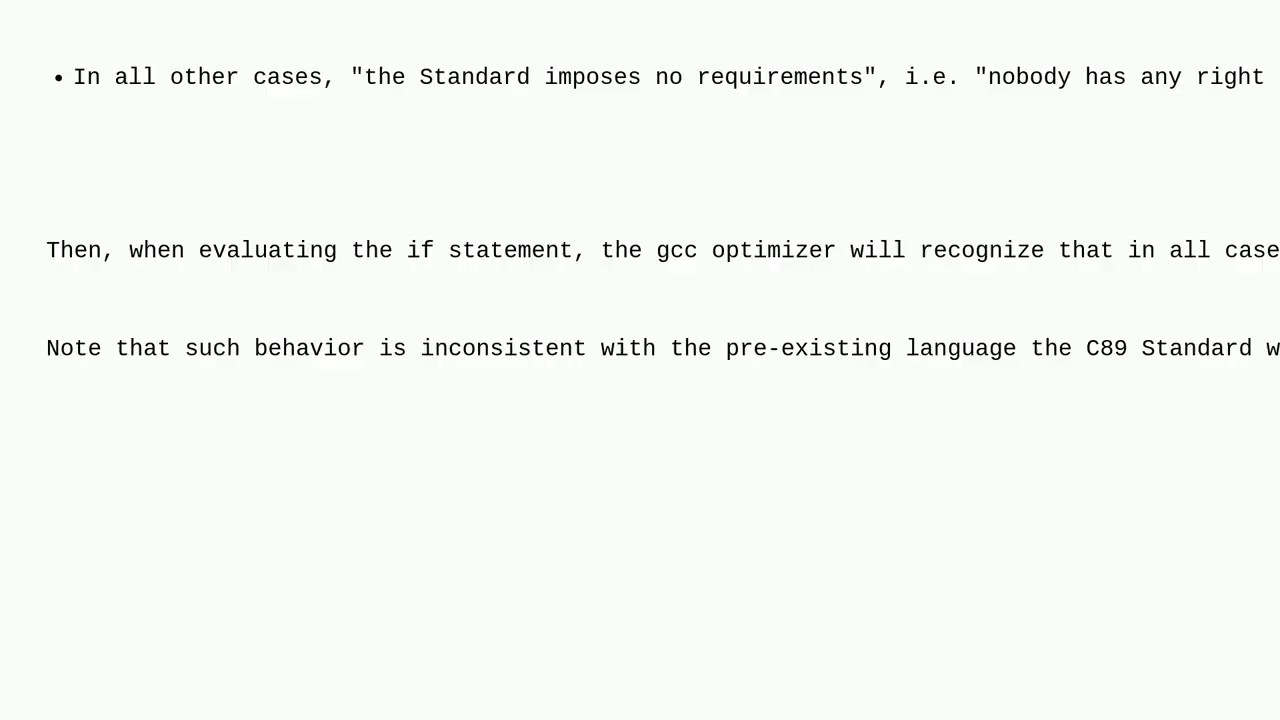 • In all other cases, "the Standard imposes no requirements", i.e. "nobody has any right
Then, when evaluating the if statement, the gcc optimizer will recognize that in all case
Note that such behavior is inconsistent with the pre-existing language the C89 Standard w